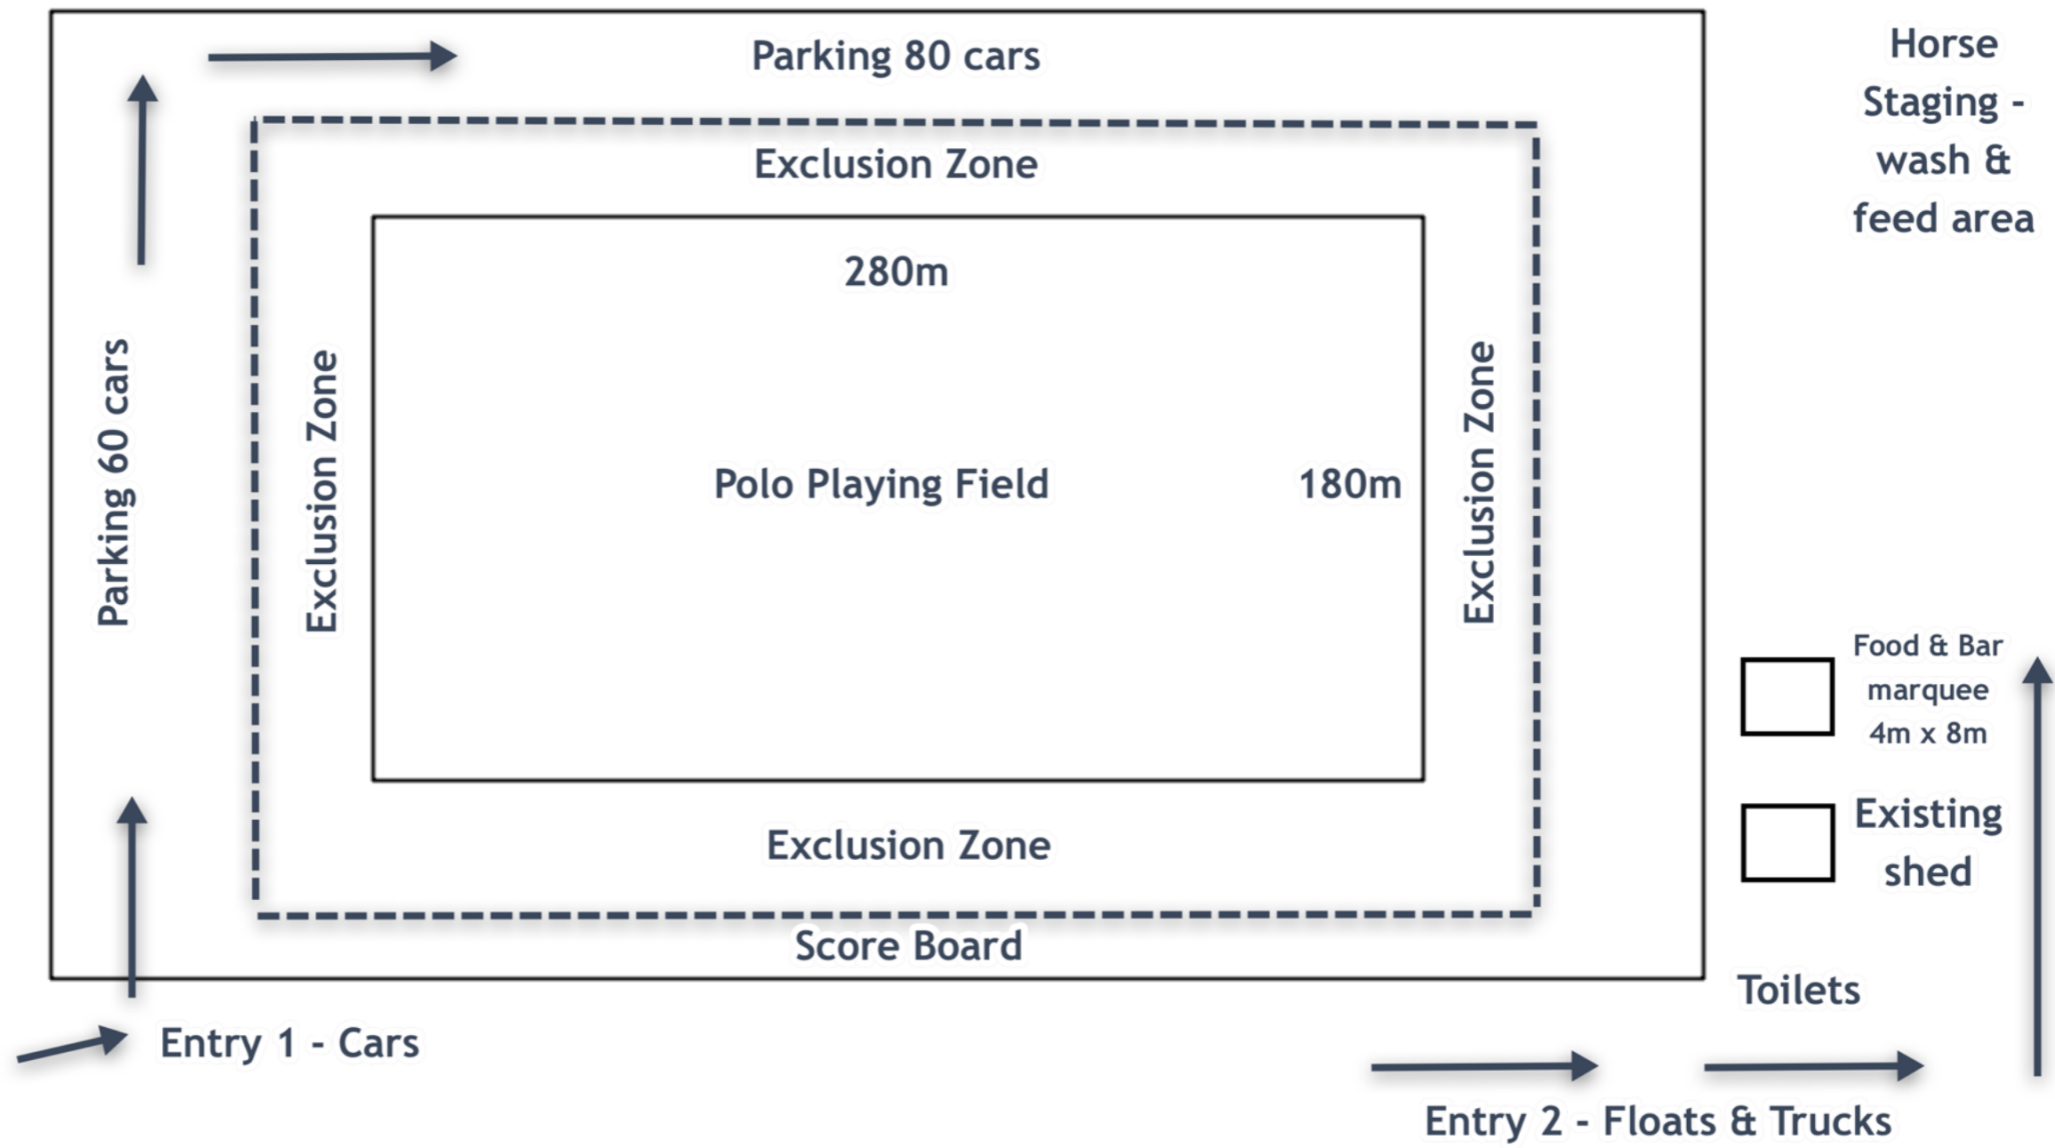 Parking 80 cars
Horse
Staging -
wash &
feed area
Exclusion Zone
280m
Parking 60 cars
Exclusion Zone
Polo Playing Field
180m
Exclusion Zone
Food & Bar
marquee
4m x 8m
Existing
shed
Exclusion Zone
Score Board
Toilets
Entry 1 - Cars
Entry 2 - Floats & Trucks